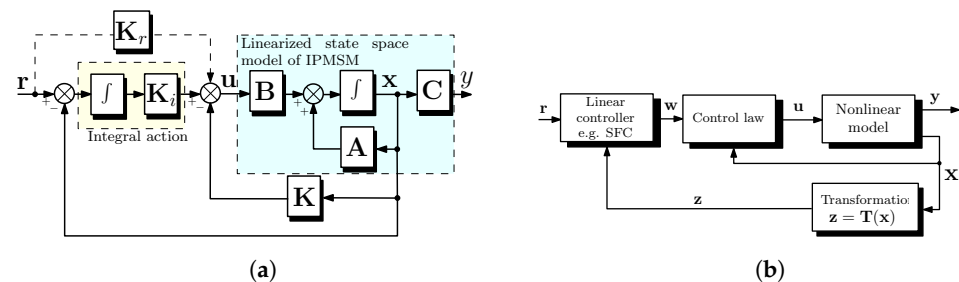 K_r
Linearized state space
model of IPMSM
r
∫
K_i
u
B
∫
x
C
y
+
−
+
−
+
+
Integral action
A
K
(a)
r
Linear
controller
e.g. SFC
w
Control law
u
Nonlinear
model
y
x
z
Transformation
z = T(x)
(b)